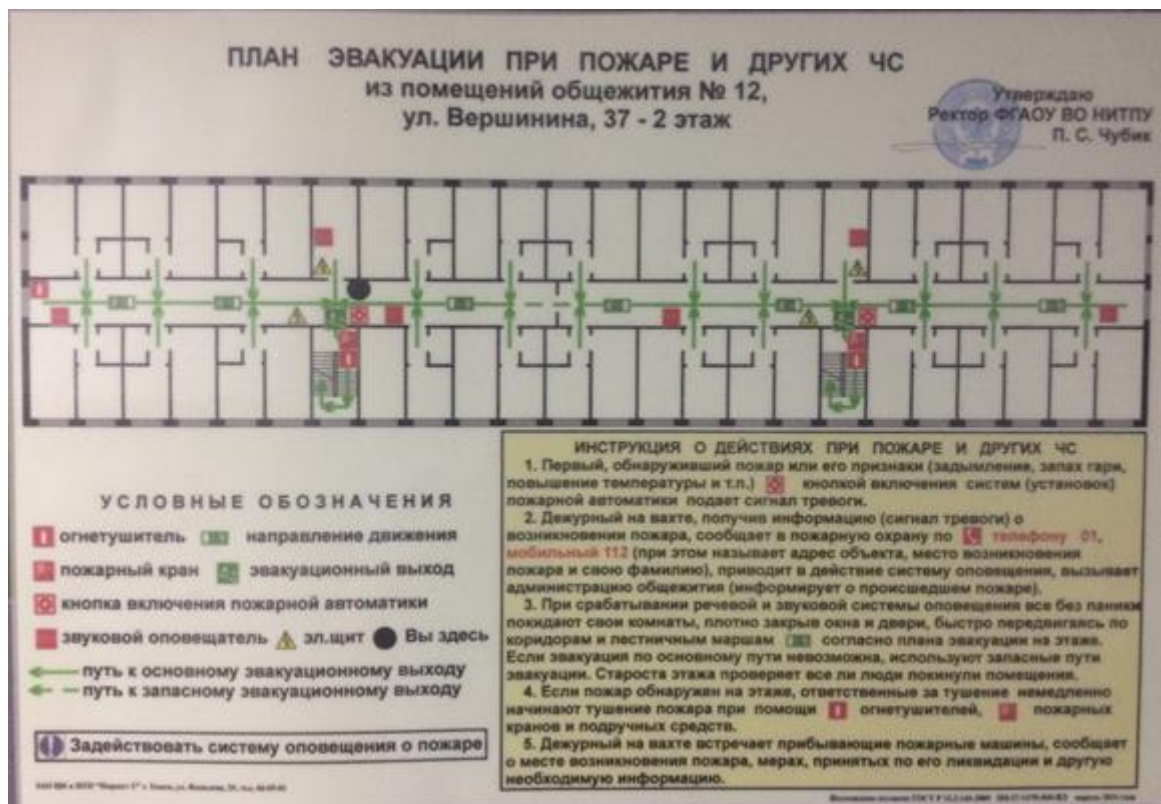 ПЛАН ЭВАКУАЦИИ ПРИ ПОЖАРЕ И ДРУГИХ ЧС
из помещений общежития № 12,
ул. Вершинина, 37 - 2 этаж
Утверждаю
Ректор ФГАОУ ВО НИТПУ
П. С. Чубик
УСЛОВНЫЕ ОБОЗНАЧЕНИЯ
огнетушитель направление движения
пожарный кран эвакуационный выход
кнопка включения пожарной автоматики
звуковой оповещатель эл.щит Вы здесь
путь к основному эвакуационному выходу
путь к запасному эвакуационному выходу
Задействовать систему оповещения о пожаре
ИНСТРУКЦИЯ О ДЕЙСТВИЯХ ПРИ ПОЖАРЕ И ДРУГИХ ЧС
1. Первый, обнаруживший пожар или его признаки (задымление, запах гари,
повышение температуры и т.п.) кнопкой включения систем (установок)
пожарной автоматики подает сигнал тревоги.
2. Дежурный на вахте, получив информацию (сигнал тревоги) о
возникновении пожара, сообщает в пожарную охрану по телефону 01,
мобильный 112 (при этом называет адрес объекта, место возникновения
пожара и свою фамилию), приводит в действие систему оповещения, вызывает
администрацию общежития (информирует о происшедшем пожаре).
3. При срабатывании речевой и звуковой системы оповещения все без паники
покидают свои комнаты, плотно закрыв окна и двери, быстро передвигаясь по
коридорам и лестничным маршам согласно плана эвакуации на этаже.
Если эвакуация по основному пути невозможна, используют запасные пути
эвакуации. Староста этажа проверяет все ли люди покинули помещения.
4. Если пожар обнаружен на этаже, ответственные за тушение немедленно
начинают тушение пожара при помощи огнетушителей, пожарных
кранов и подручных средств.
5. Дежурный на вахте встречает прибывающие пожарные машины, сообщает
о месте возникновения пожара, мерах, принятых по его ликвидации и другую
необходимую информацию.